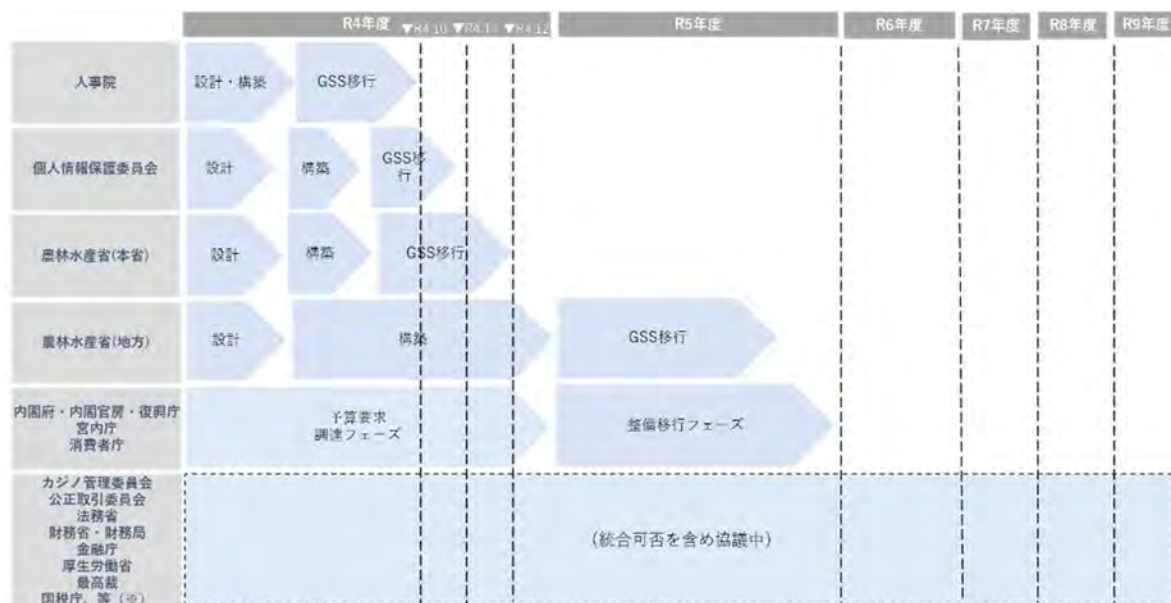 R4年度 ▼R4.10 ▼R4.11 ▼R4.12 R5年度 R6年度 R7年度 R8年度 R9年度
人事院
設計・構築 GSS移行
個人情報保護委員会
設計 構築 GSS移
行
農林水産省(本省)
設計 構築 GSS移行
農林水産省(地方)
設計 構築 GSS移行
内閣府・内閣官房・復興庁
宮内庁
消費者庁
予算要求
調達フェーズ
整備移行フェーズ
カジノ管理委員会
公正取引委員会
法務省
財務省・財務局
金融庁
厚生労働省
最高裁
国税庁、等(※)
(統合可否を含め協議中)